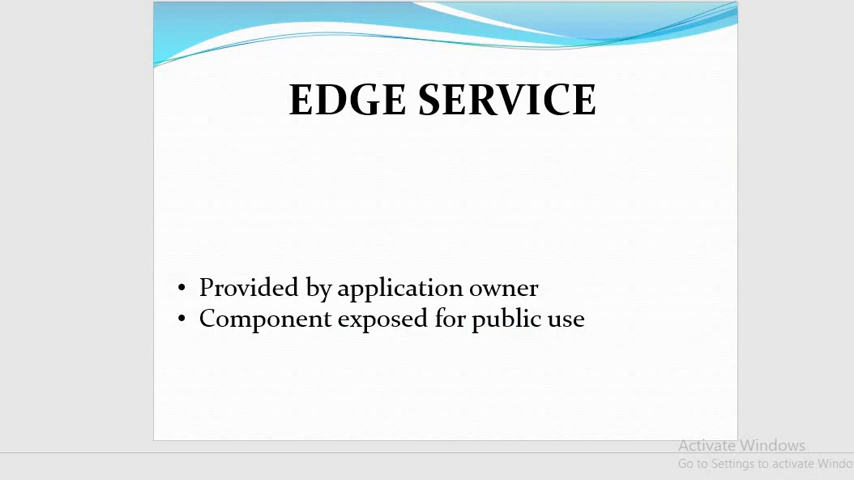 EDGE SERVICE
• Provided by application owner
• Component exposed for public use
Activate Windows
Go to Settings to activate Windo